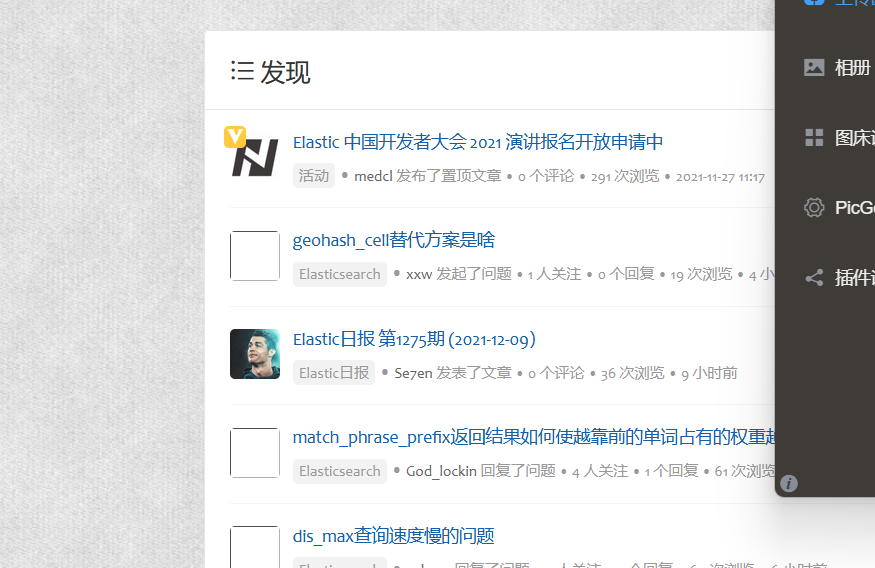 发现
Elastic 中国开发者大会 2021 演讲报名开放申请中
活动 • medcl 发布了置顶文章 • 0 个评论 • 291 次浏览 • 2021-11-27 11:17
geohash_cell替代方案是啥
Elasticsearch • xxw 发起了问题 • 1 人关注 • 0 个回复 • 19 次浏览 • 4 小
Elastic日报 第1275期 (2021-12-09)
Elastic日报 • Se7en 发表了文章 • 0 个评论 • 36 次浏览 • 9 小时前
match_phrase_prefix返回结果如何使越靠前的单词占有的权重越
Elasticsearch • God_lockin 回复了问题 • 4 人关注 • 1 个回复 • 61 次浏览
dis_max查询速度慢的问题
相册
图床
PicG
插件